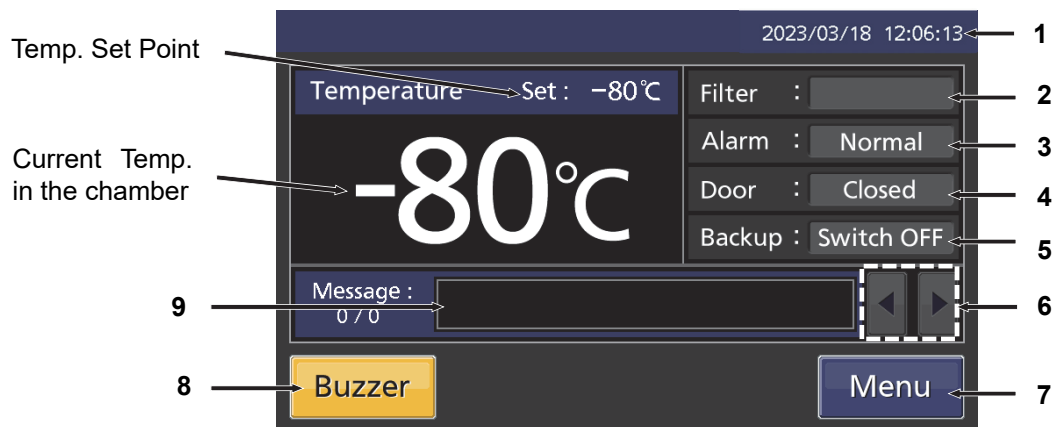 2023/03/18 12:06:13
1
Temp. Set Point
Temperature Set : −80℃
Filter :
2
Alarm : Normal
3
Current Temp.
in the chamber
-80℃
Door : Closed
4
Backup : Switch OFF
5
Message :
0 / 0
9
6
8
Buzzer
Menu
7